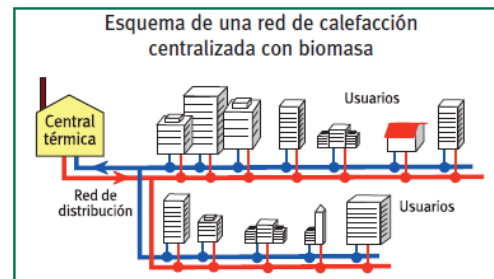 Esquema de una red de calefacción
centralizada con biomasa
Usuarios
Central
térmica
Red de
distribución
Usuarios